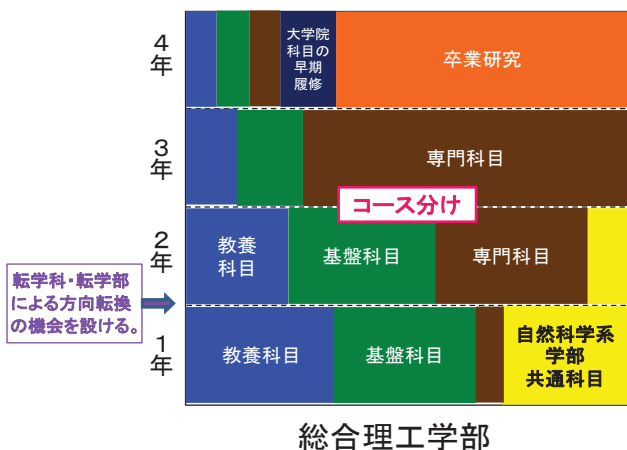 4年
大学院
科目の
早期
履修
卒業研究
3年
専門科目
コース分け
2年
教養
科目
基盤科目
専門科目
転学科・転学部
による方向転換
の機会を設ける。
1年
教養科目
基盤科目
自然科学系
学部
共通科目
総合理工学部